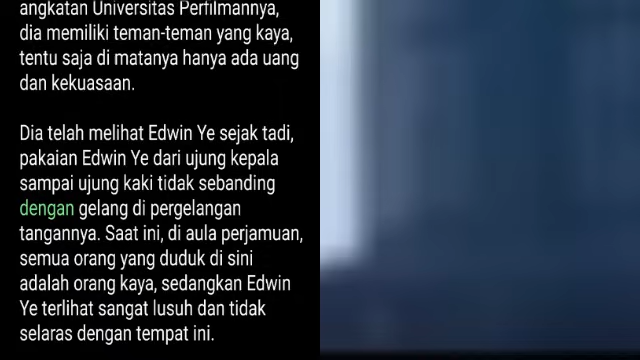 angkatan Universitas Perfilmannya,
dia memiliki teman-teman yang kaya,
tentu saja di matanya hanya ada uang
dan kekuasaan.
Dia telah melihat Edwin Ye sejak tadi,
pakaian Edwin Ye dari ujung kepala
sampai ujung kaki tidak sebanding
dengan gelang di pergelangan
tangannya. Saat ini, di aula perjamuan,
semua orang yang duduk di sini
adalah orang kaya, sedangkan Edwin
Ye terlihat sangat lusuh dan tidak
selaras dengan tempat ini.